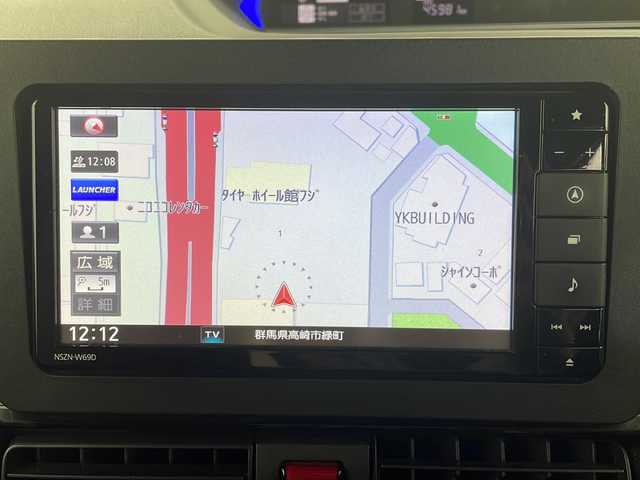 4598 km
12:08
LAUNCHER
タイヤ・ホイール館フジ
ールフジ
ニコニコレンタカー
YKBUILDING
1
1
2
広域
シャインコーポ
5m
詳細
12:12
TV
群馬県高崎市緑町
NSZN-W69D